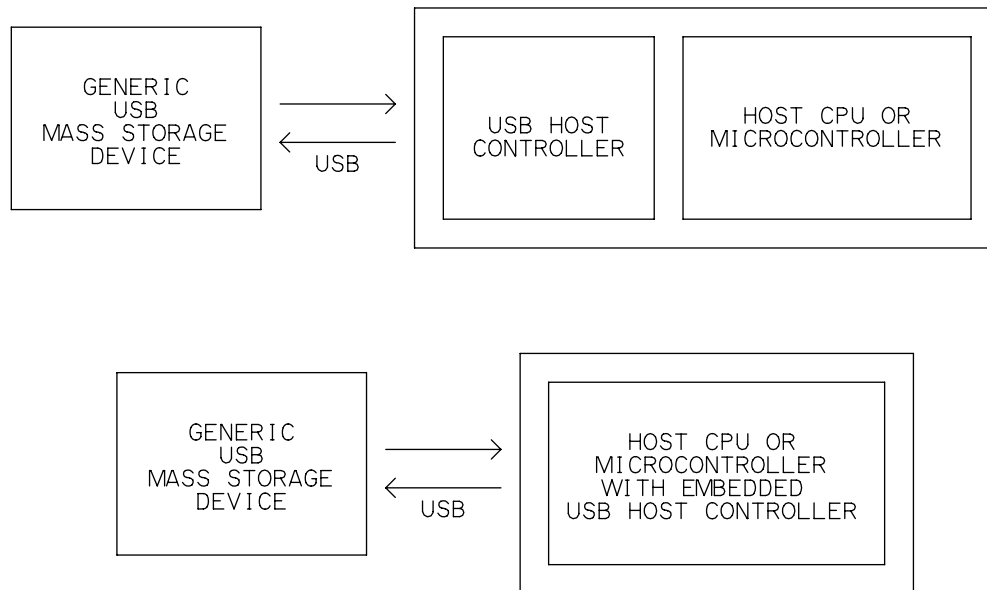 GENERIC
USB
MASS STORAGE
DEVICE
USB
USB HOST
CONTROLLER
HOST CPU OR
MICROCONTROLLER
GENERIC
USB
MASS STORAGE
DEVICE
USB
HOST CPU OR
MICROCONTROLLER
WITH EMBEDDED
USB HOST CONTROLLER